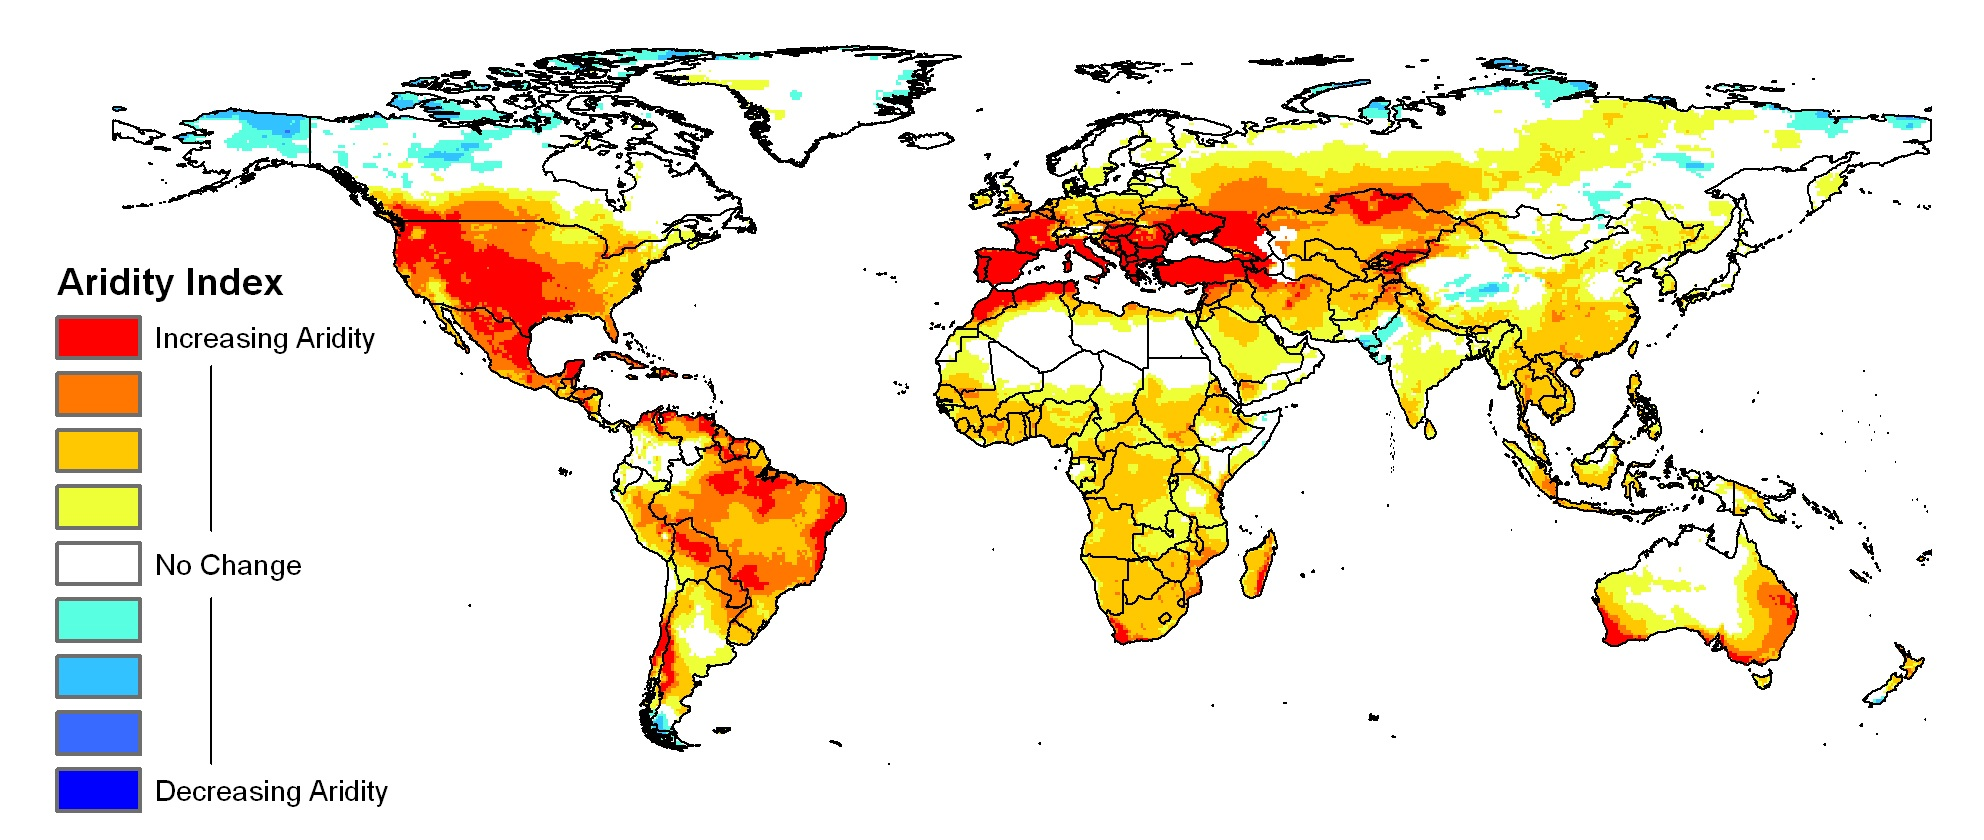 Aridity Index
Increasing Aridity
No Change
Decreasing Aridity